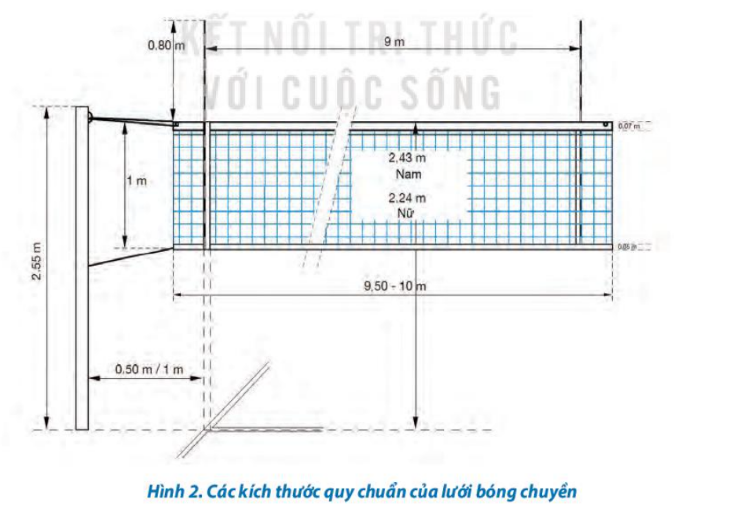 KẾT NỐI TRI THỨC
VỚI CUỘC SỐNG
0.80 m
9 m
0.07 m
2,43 m
Nam
1 m
2.24 m
Nữ
2.55 m
9,50 - 10 m
0.50 m / 1 m
Hình 2. Các kích thước quy chuẩn của lưới bóng chuyền